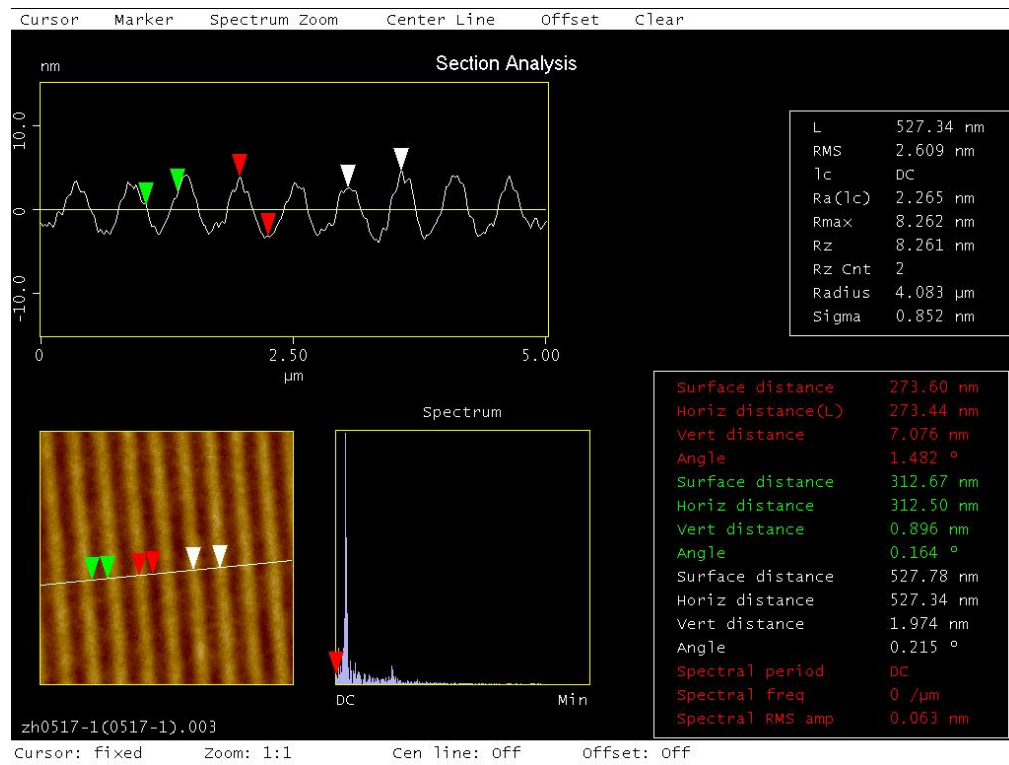 Cursor Marker Spectrum Zoom Center Line Offset Clear
Section Analysis
nm
10.0
0
-10.0
0 2.50 5.00
µm
L 527.34 nm
RMS 2.609 nm
lc DC
Ra(lc) 2.265 nm
Rmax 8.262 nm
Rz 8.261 nm
Rz Cnt 2
Radius 4.083 µm
Sigma 0.852 nm
Surface distance 273.60 nm
Horiz distance(L) 273.44 nm
Vert distance 7.076 nm
Angle 1.482 °
Surface distance 312.67 nm
Horiz distance 312.50 nm
Vert distance 0.896 nm
Angle 0.164 °
Surface distance 527.78 nm
Horiz distance 527.34 nm
Vert distance 1.974 nm
Angle 0.215 °
Spectral period DC
Spectral freq 0 /µm
Spectral RMS amp 0.063 nm
Spectrum
DC Min
zh0517-1(0517-1).003
Cursor: fixed Zoom: 1:1 Cen line: Off Offset: Off